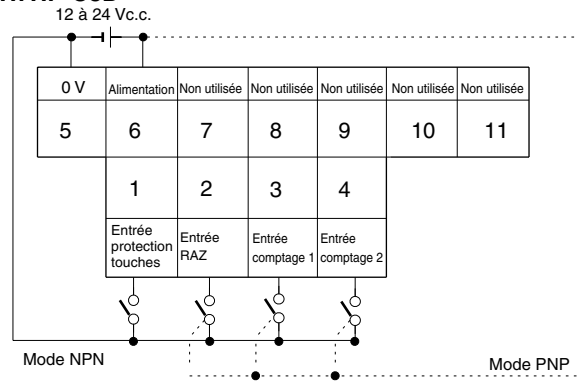 12 à 24 Vc.c.
0 V Alimentation Non utilisée Non utilisée Non utilisée Non utilisée Non utilisée
5 6 7 8 9 10 11
1 2 3 4
Entrée protection touches Entrée RAZ Entrée comptage 1 Entrée comptage 2
Mode NPN
Mode PNP